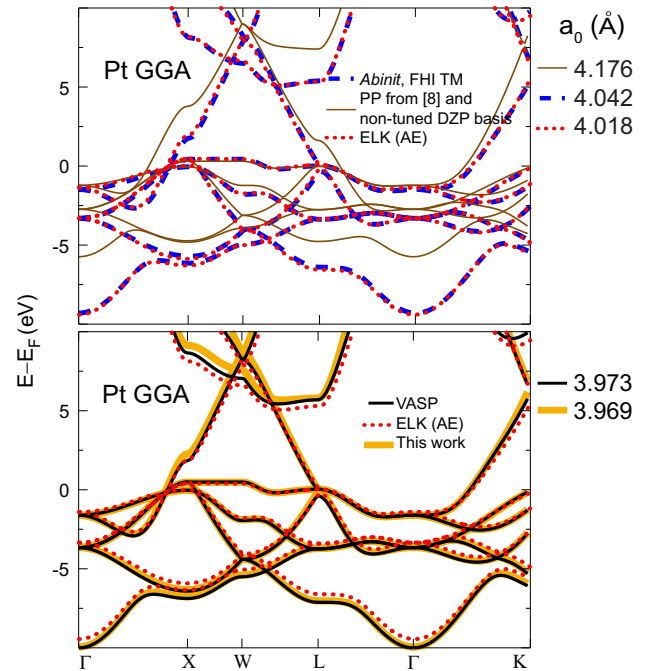 a₀ (Å)
5
Pt GGA
Abinit, FHI TM
PP from [8] and
non-tuned DZP basis
ELK (AE)
4.176
4.042
4.018
0
-5
E−E_F (eV)
Pt GGA
5
VASP
ELK (AE)
This work
3.973
3.969
0
-5
Γ X W L Γ K